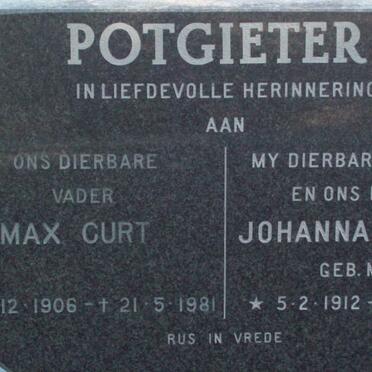 POTGIETER
IN LIEFDEVOLLE HERINNERING
AAN
ONS DIERBARE
VADER
MAX CURT
12·1906 – † 21·5·1981
MY DIERBAR
EN ONS
JOHANNA
GEB.
★ 5·2·1912 –
RUS IN VREDE